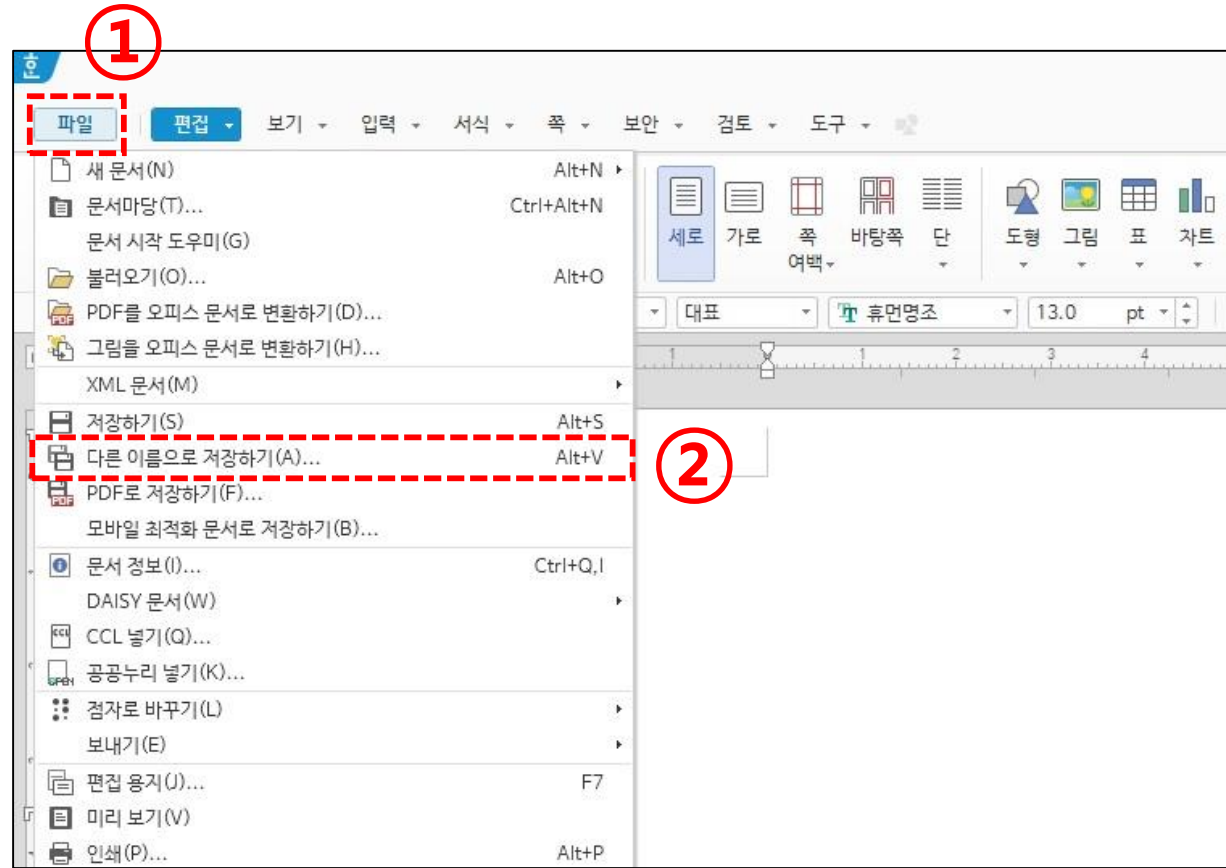 ①
혼
파일 편집 보기 입력 서식 쪽 보안 검토 도구
새 문서(N) Alt+N
문서마당(T)... Ctrl+Alt+N
문서 시작 도우미(G)
불러오기(O)... Alt+O
PDF를 오피스 문서로 변환하기(D)...
그림을 오피스 문서로 변환하기(H)...
XML 문서(M)
저장하기(S) Alt+S
다른 이름으로 저장하기(A)... Alt+V
②
PDF로 저장하기(F)...
모바일 최적화 문서로 저장하기(B)...
문서 정보(I)... Ctrl+Q,I
DAISY 문서(W)
CCL 넣기(Q)...
공공누리 넣기(K)...
점자로 바꾸기(L)
보내기(E)
편집 용지(J)... F7
미리 보기(V)
인쇄(P)... Alt+P
세로 가로 쪽 바탕쪽 단 도형 그림 표 차트
여백
대표 휴먼명조 13.0 pt
1 1 2 3 4